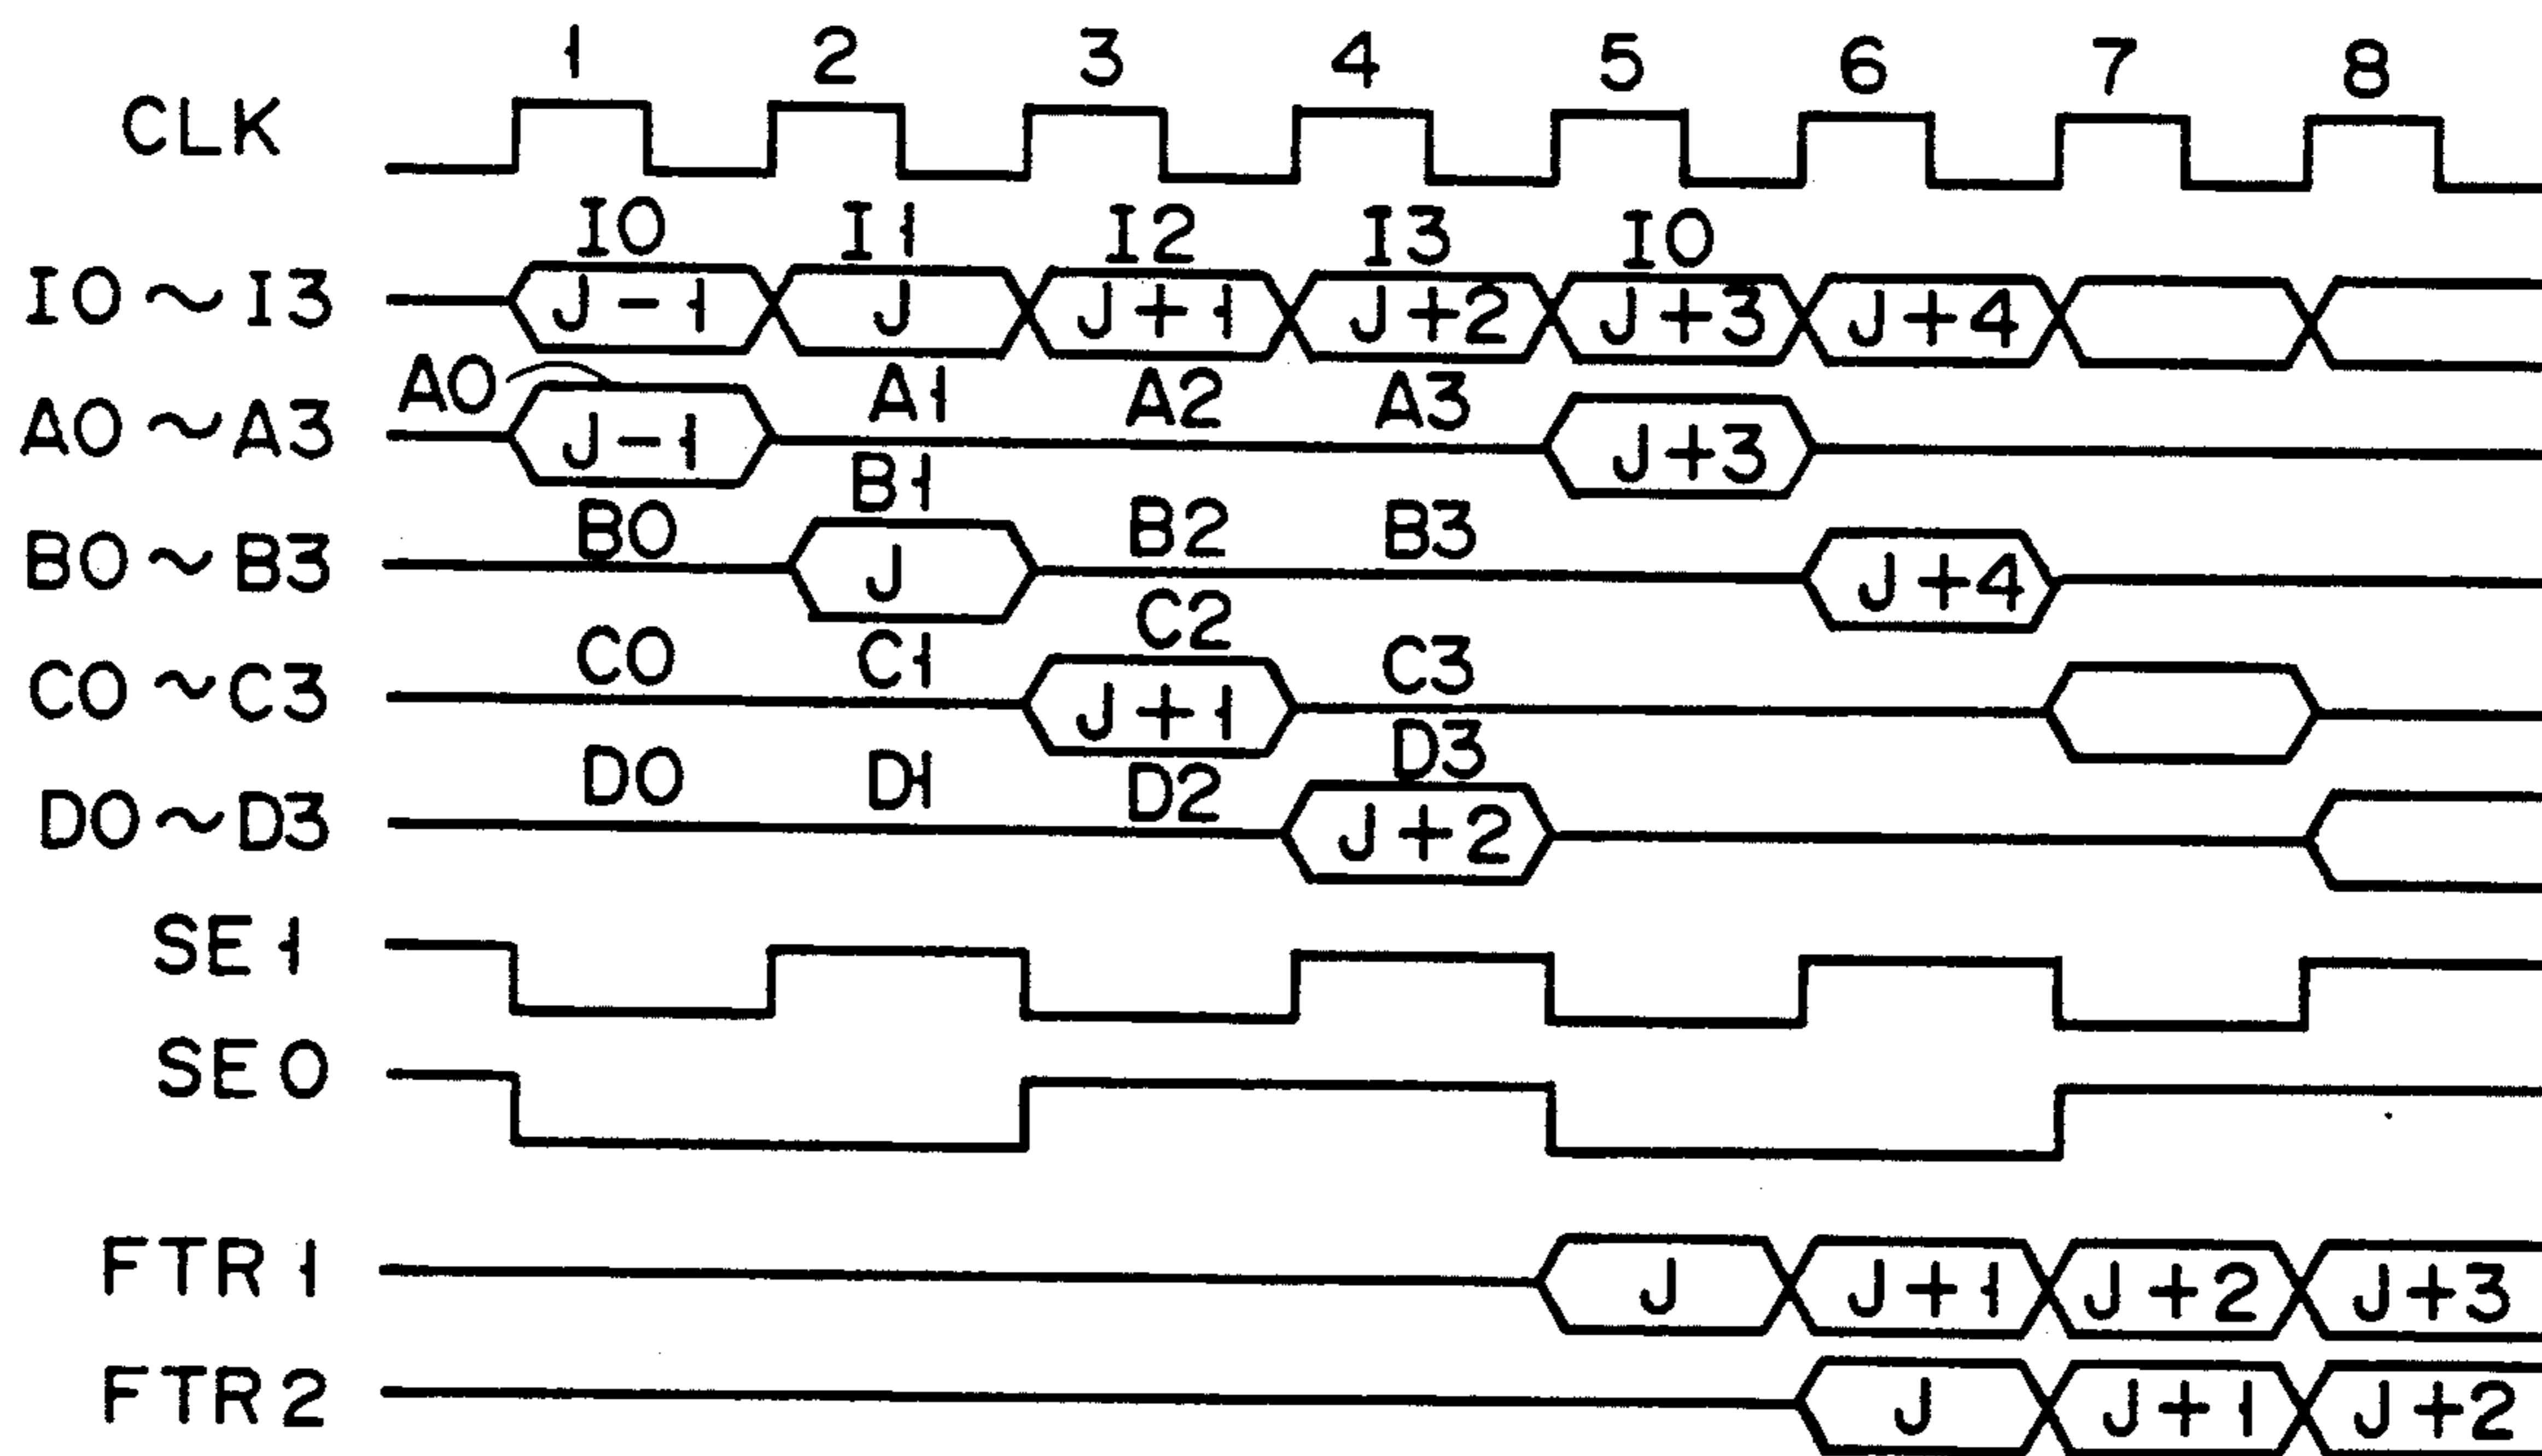 1 2 3 4 5 6 7 8
CLK
I0 I1 I2 I3 I0
I0~I3 J-1 J J+1 J+2 J+3 J+4
A0 A1 A2 A3
A0~A3 J-1 J+3
B1
B0 B2 B3
B0~B3 J J+4
C2
C0 C1 C3
C0~C3 J+1
D3
D0 D1 D2
D0~D3 J+2
SE1
SE0
FTR1 J J+1 J+2 J+3
FTR2 J J+1 J+2